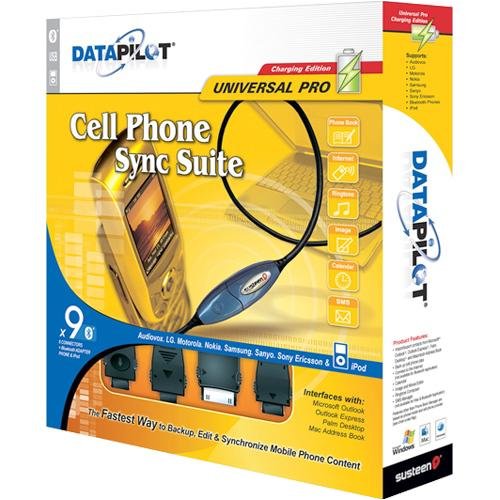 DATAPILOT®
Charging Edition
UNIVERSAL PRO
Cell Phone
Sync Suite
Phone Book
Internet
Ringtone
Image
Calendar
SMS
susteen
x9
Audiovox. LG. Motorola. Nokia. Samsung. Sanyo. Sony Ericsson & iPod
Interfaces with:
Microsoft Outlook
Outlook Express
Palm Desktop
Mac Address Book
The Fastest Way to Backup, Edit & Synchronize Mobile Phone Content
Universal Pro
Charging Edition
Supports:
Audiovox
LG
Motorola
Nokia
Samsung
Sanyo
Sony Ericsson
Bluetooth Phones
iPod
DATAPILOT
Product Features:
Windows
Mac
susteen